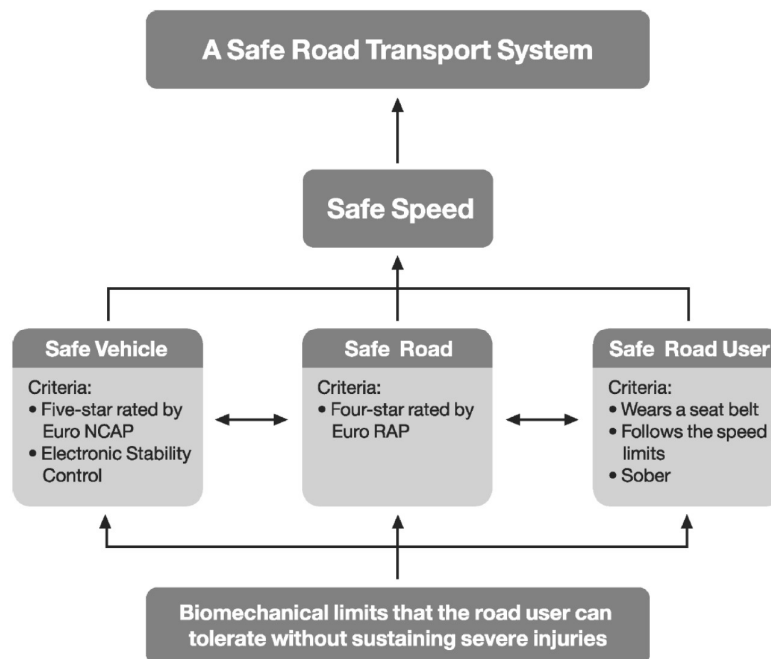 A Safe Road Transport System
Safe Speed
Safe Vehicle
Criteria:
• Five-star rated by
Euro NCAP
• Electronic Stability
Control
Safe Road
Criteria:
• Four-star rated by
Euro RAP
Safe Road User
Criteria:
• Wears a seat belt
• Follows the speed
limits
• Sober
Biomechanical limits that the road user can
tolerate without sustaining severe injuries